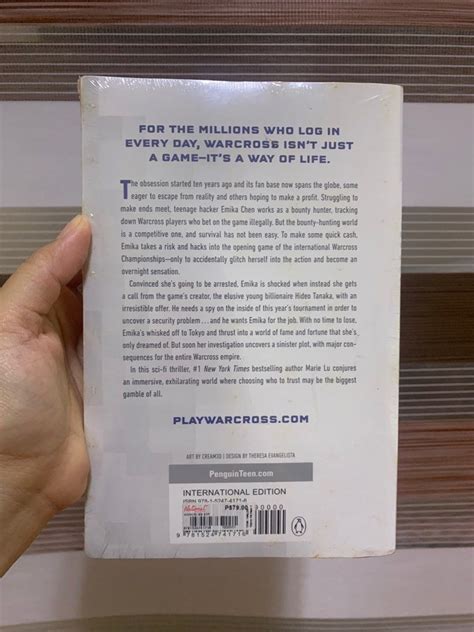 FOR THE MILLIONS WHO LOG IN
EVERY DAY, WARCROSS ISN'T JUST
A GAME—IT'S A WAY OF LIFE.
The obsession started ten years ago and its fan base now spans the globe, some
eager to escape from reality and others hoping to make a profit. Struggling to
make ends meet, teenage hacker Emika Chen works as a bounty hunter, tracking
down Warcross players who bet on the game illegally. But the bounty-hunting world
is a competitive one, and survival has not been easy. To make some quick cash,
Emika takes a risk and hacks into the opening game of the international Warcross
Championships—only to accidentally glitch herself into the action and become an
overnight sensation.
Convinced she's going to be arrested, Emika is shocked when instead she gets
a call from the game's creator, the elusive young billionaire Hideo Tanaka, with an
irresistible offer. He needs a spy on the inside of this year's tournament in order to
uncover a security problem . . . and he wants Emika for the job. With no time to lose,
Emika's whisked off to Tokyo and thrust into a world of fame and fortune that she's
only dreamed of. But soon her investigation uncovers a sinister plot, with major con-
sequences for the entire Warcross empire.
In this sci-fi thriller, #1 New York Times bestselling author Marie Lu conjures
an immersive, exhilarating world where choosing who to trust may be the biggest
gamble of all.
PLAYWARCROSS.COM
ART BY CREAM3D | DESIGN BY THERESA EVANGELISTA
PenguinTeen.com
INTERNATIONAL EDITION
ISBN 978-1-5247-4171-6
P879.00
90000
9 781524 741716